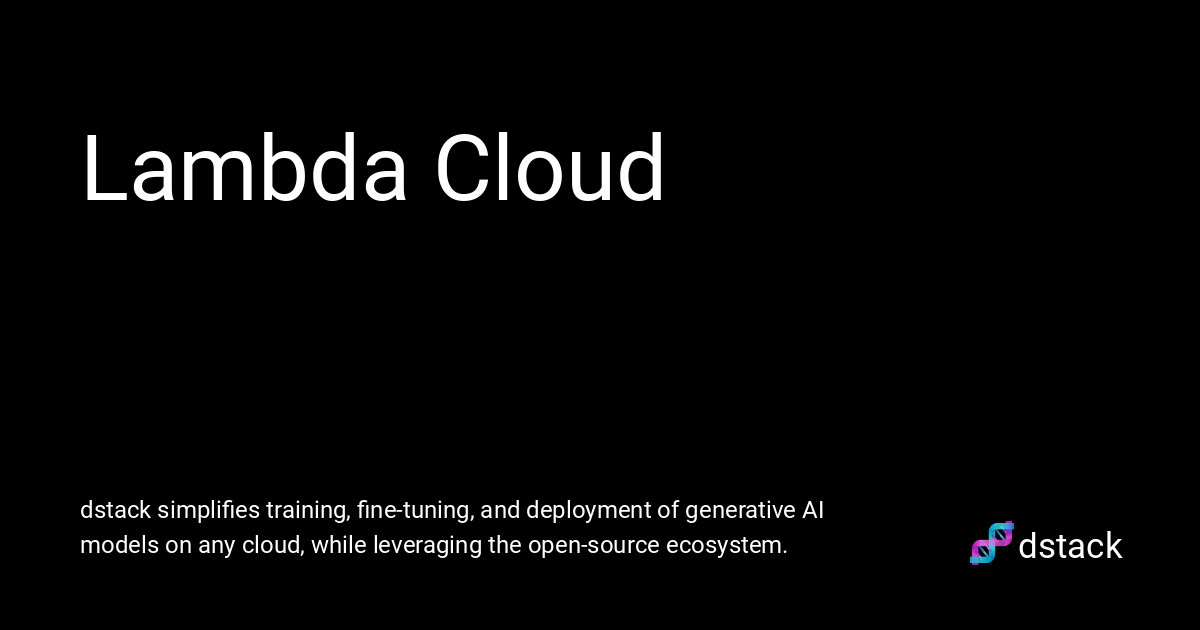 Lambda Cloud
dstack simplifies training, fine-tuning, and deployment of generative AI
models on any cloud, while leveraging the open-source ecosystem.
dstack